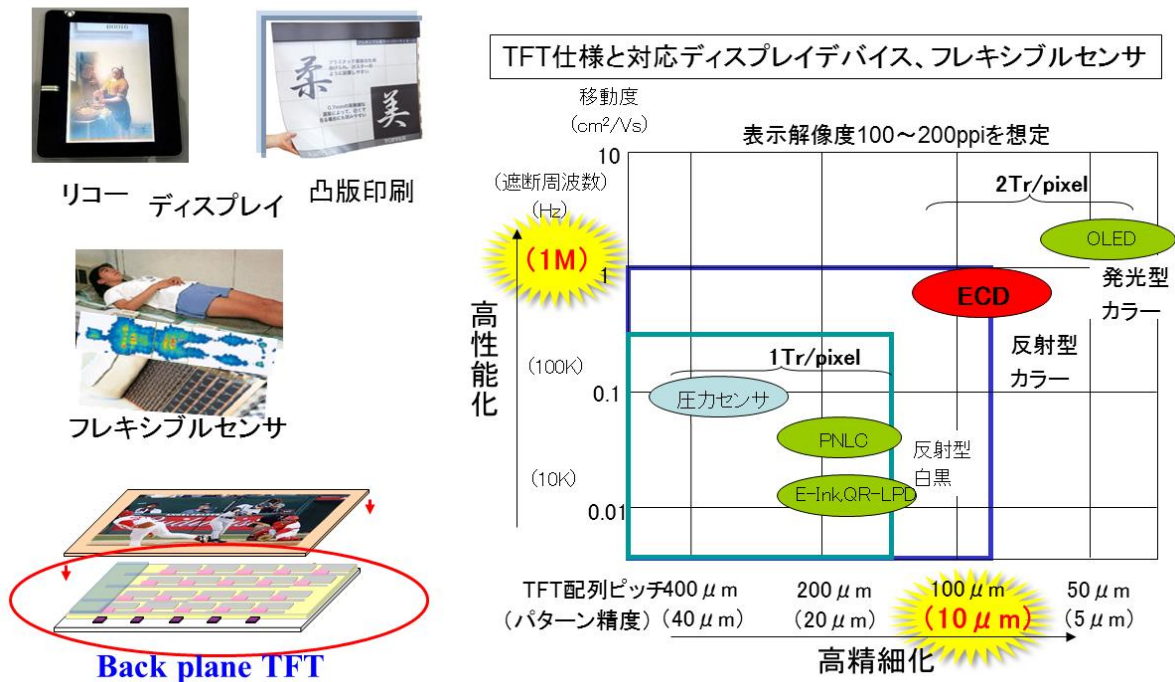 リコー
ディスプレイ
凸版印刷
柔
美
フレキシブルセンサ
Back plane TFT
TFT仕様と対応ディスプレイデバイス、フレキシブルセンサ
移動度
(cm²/Vs)
表示解像度100～200ppiを想定
10
(遮断周波数)
(Hz)
2Tr/pixel
OLED
(1M)
1
ECD
発光型
カラー
高性能化
反射型
カラー
1Tr/pixel
(100K)
0.1
圧力センサ
PNLC
反射型
白黒
(10K)
E-Ink,QR-LPD
0.01
TFT配列ピッチ 400μm 200μm 100μm 50μm
(パターン精度) (40μm) (20μm) (10μm) (5μm)
高精細化